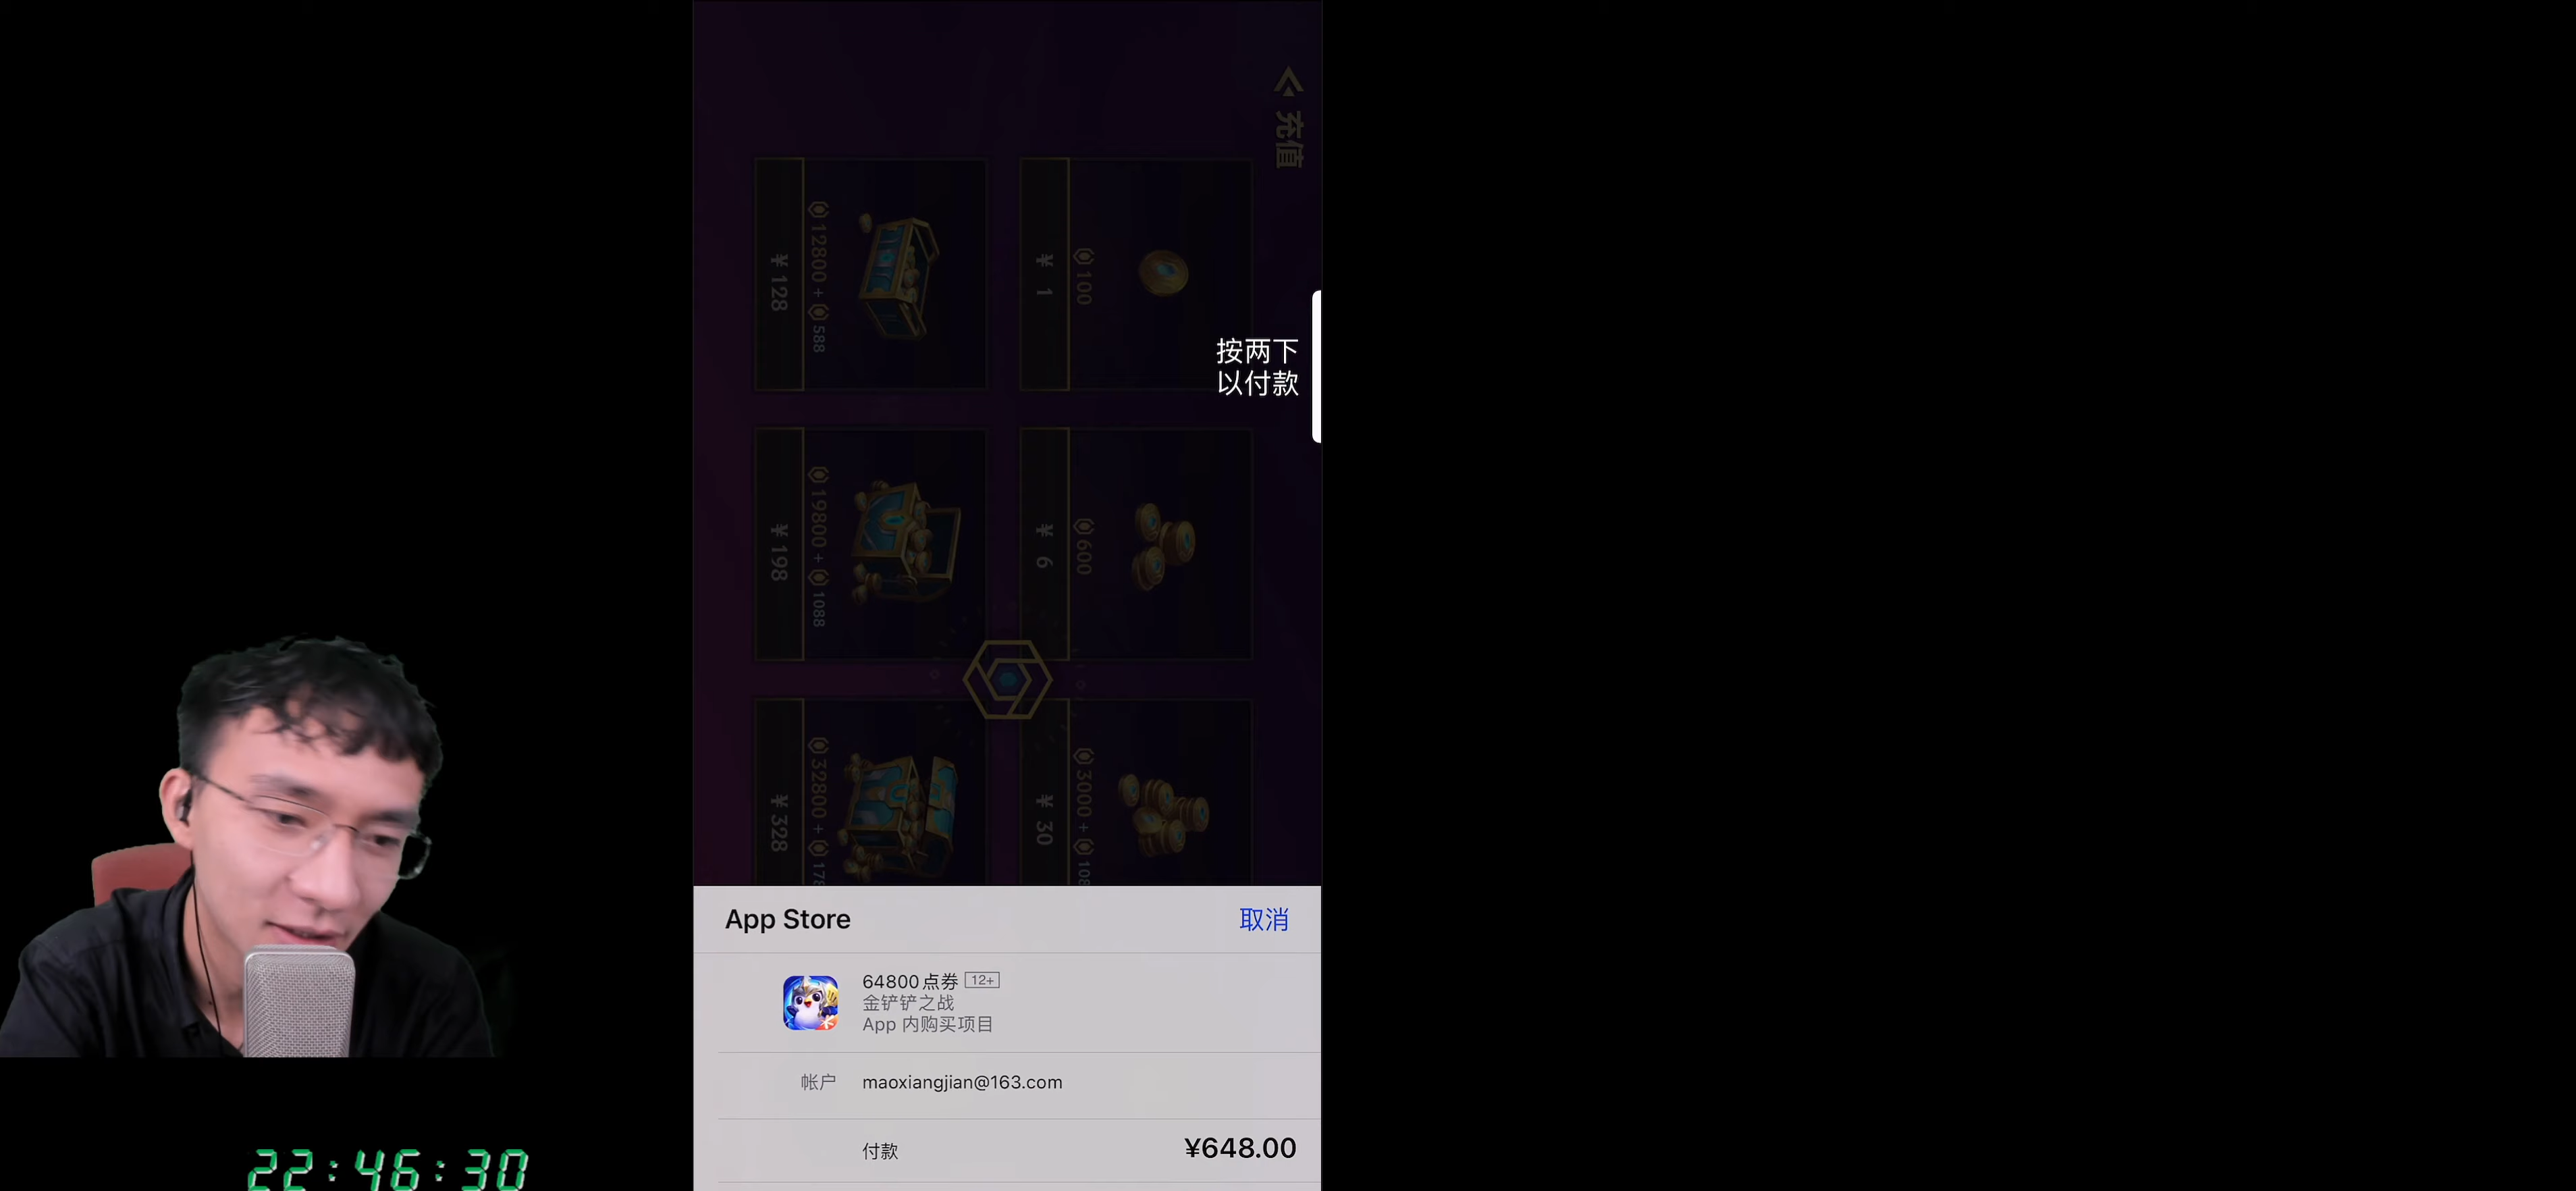 充值
100
¥ 1
600
¥ 6
3000 + 108
¥ 30
12800 + 588
¥ 128
19800 + 1088
¥ 198
32800 +
¥ 328
按两下
以付款
App Store
取消
64800点券 12+
金铲铲之战
App 内购买项目
帐户 maoxiangjian@163.com
付款 ¥648.00
22:46:30